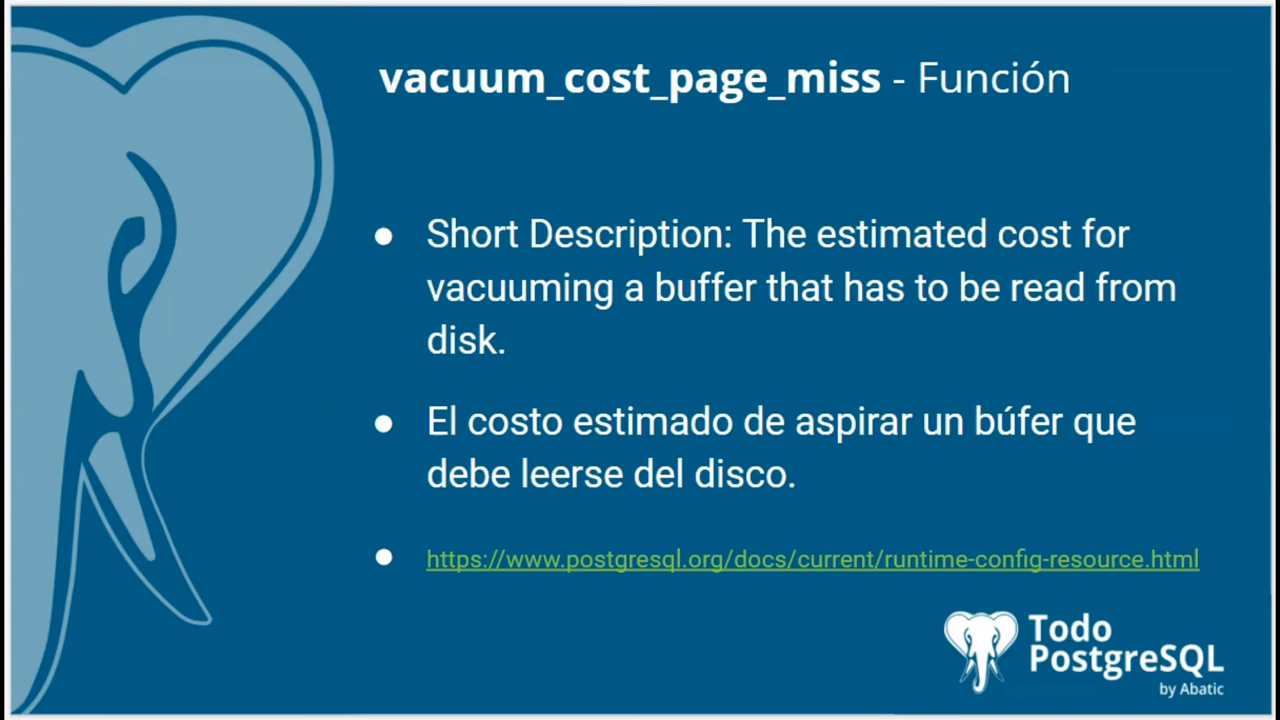 vacuum_cost_page_miss - Función
● Short Description: The estimated cost for
vacuuming a buffer that has to be read from
disk.
● El costo estimado de aspirar un búfer que
debe leerse del disco.
● https://www.postgresql.org/docs/current/runtime-config-resource.html
Todo
PostgreSQL
by Abatic